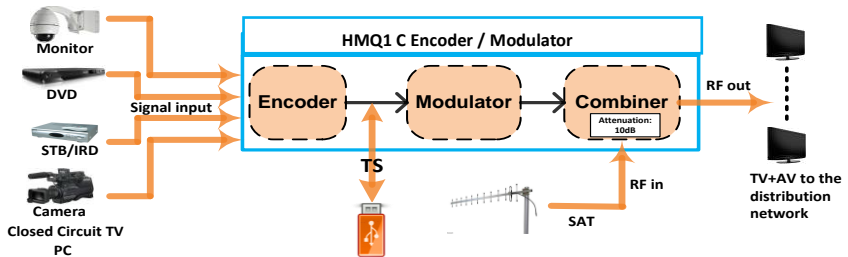 HMQ1 C Encoder / Modulator
Monitor
DVD
Signal input
STB/IRD
Camera
Closed Circuit TV
PC
Encoder
Modulator
Combiner
Attenuation:
10dB
TS
SAT
RF in
RF out
TV+AV to the
distribution
network